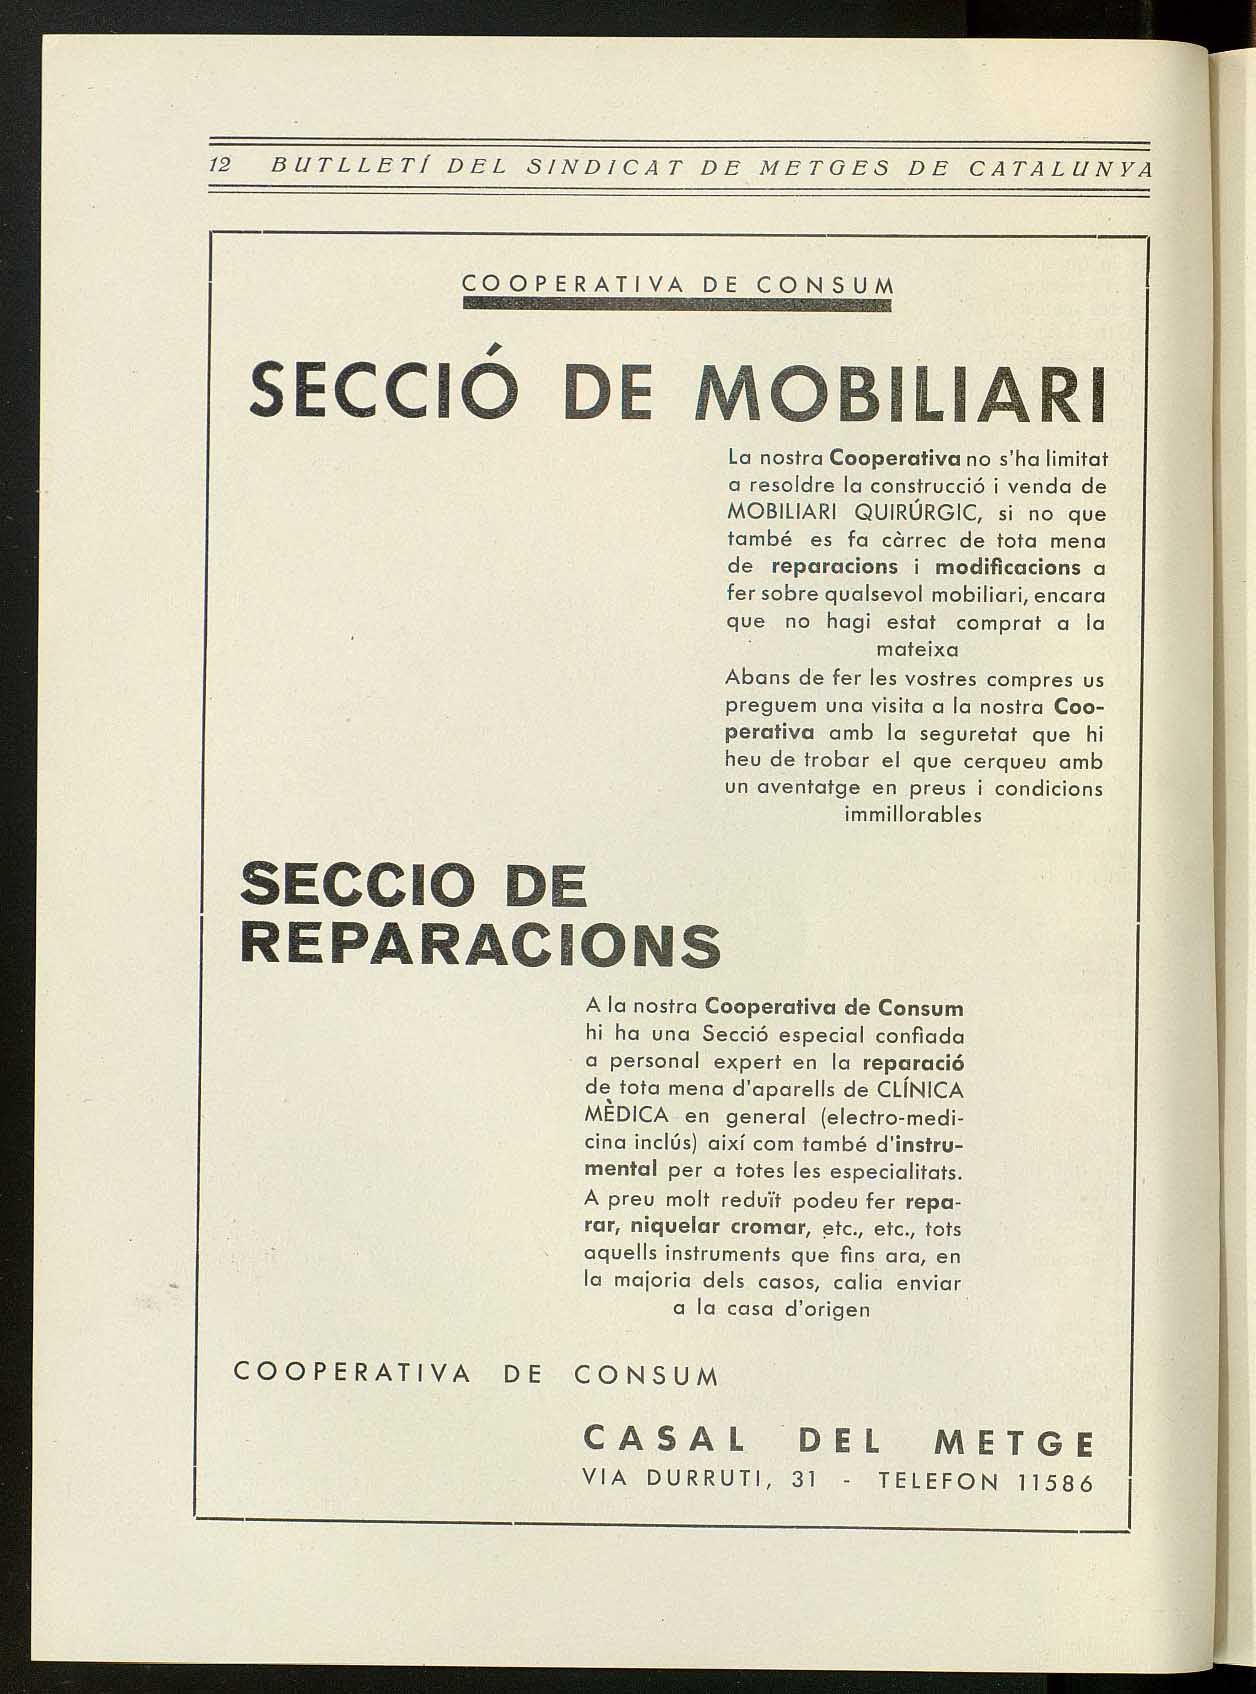 12 BUTLLETÍ DEL SINDICAT DE METGES DE CATALUNYA
COOPERATIVA DE CONSUM
SECCIÓ DE MOBILIARI
La nostra Cooperativa no s'ha limitat
a resoldre la construcció i venda de
MOBILIARI QUIRÚRGIC, si no que
també es fa càrrec de tota mena
de reparacions i modificacions a
fer sobre qualsevol mobiliari, encara
que no hagi estat comprat a la
mateixa
Abans de fer les vostres compres us
preguem una visita a la nostra Coo-
perativa amb la seguretat que hi
heu de trobar el que cerqueu amb
un aventatge en preus i condicions
immillorables
SECCIO DE
REPARACIONS
A la nostra Cooperativa de Consum
hi ha una Secció especial confiada
a personal expert en la reparació
de tota mena d'aparells de CLÍNICA
MÈDICA en general (electro-medi-
cina inclús) així com també d'instru-
mental per a totes les especialitats.
A preu molt reduït podeu fer repa-
rar, niquelar cromar, etc., etc., tots
aquells instruments que fins ara, en
la majoria dels casos, calia enviar
a la casa d'origen
COOPERATIVA DE CONSUM
CASAL DEL METGE
VIA DURRUTI, 31 - TELEFON 11586